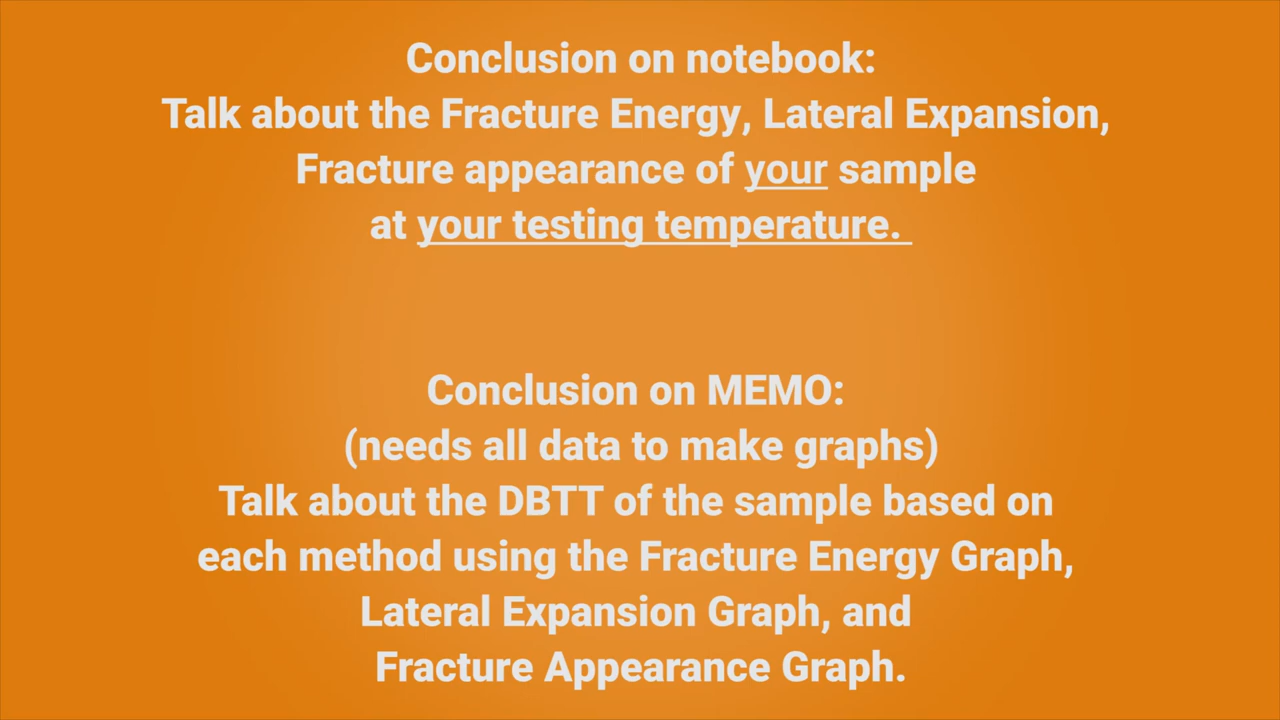 Conclusion on notebook:
Talk about the Fracture Energy, Lateral Expansion,
Fracture appearance of your sample
at your testing temperature.
Conclusion on MEMO:
(needs all data to make graphs)
Talk about the DBTT of the sample based on
each method using the Fracture Energy Graph,
Lateral Expansion Graph, and
Fracture Appearance Graph.